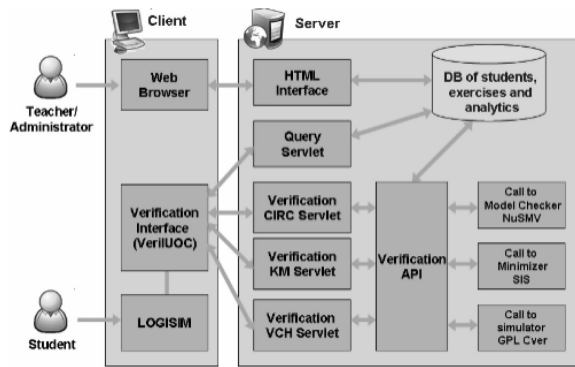 Client
Server
Teacher/
Administrator
Web
Browser
HTML
Interface
DB of students,
exercises and
analytics
Query
Servlet
Verification
Interface
(VerilUOC)
Verification
CIRC Servlet
Verification
KM Servlet
Verification
VCH Servlet
Verification
API
Call to
Model Checker
NuSMV
Call to
Minimizer
SIS
Call to
simulator
GPL Cver
LOGISIM
Student